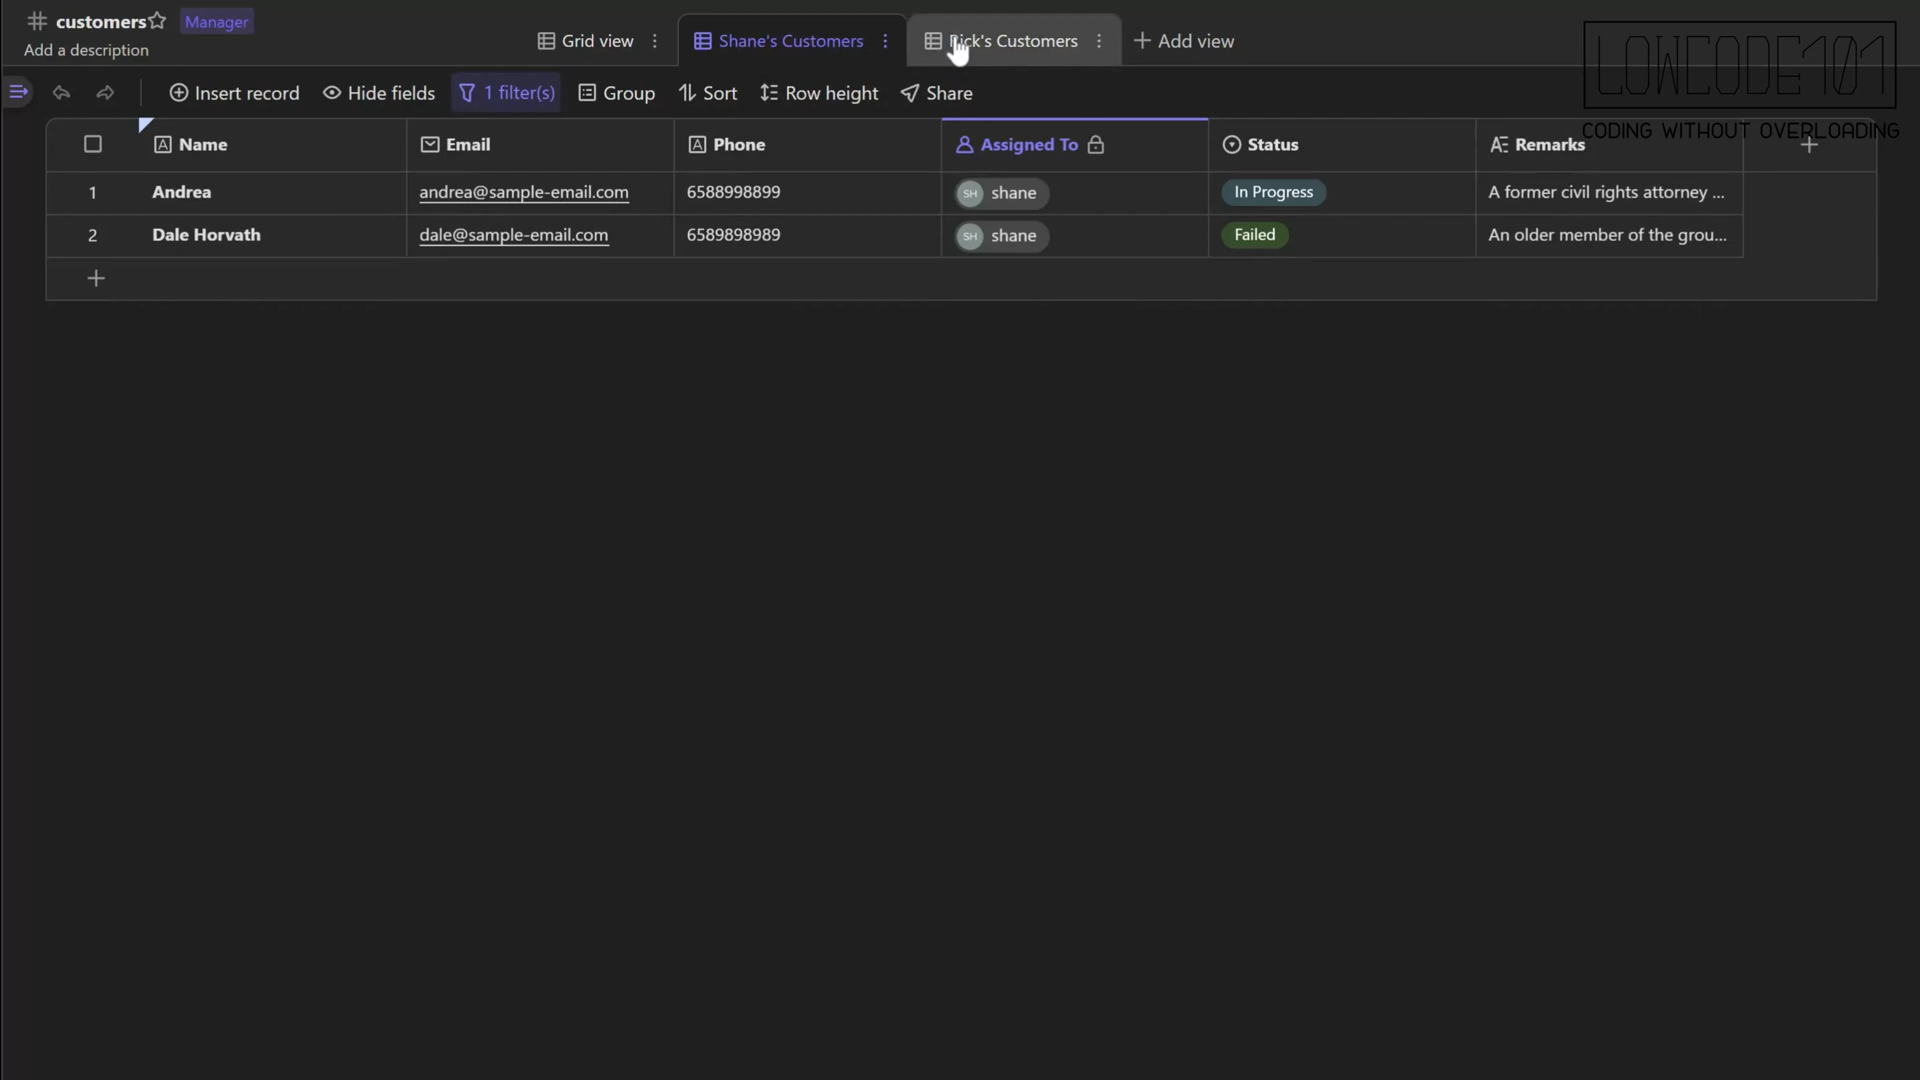 customers Manager
Add a description
Grid view
Shane's Customers
Rick's Customers
Add view
LOWCODE101
CODING WITHOUT OVERLOADING
Insert record
Hide fields
1 filter(s)
Group
Sort
Row height
Share
Name Email Phone Assigned To Status Remarks
1 Andrea andrea@sample-email.com 6588998899 SH shane In Progress A former civil rights attorney ...
2 Dale Horvath dale@sample-email.com 6589898989 SH shane Failed An older member of the grou...